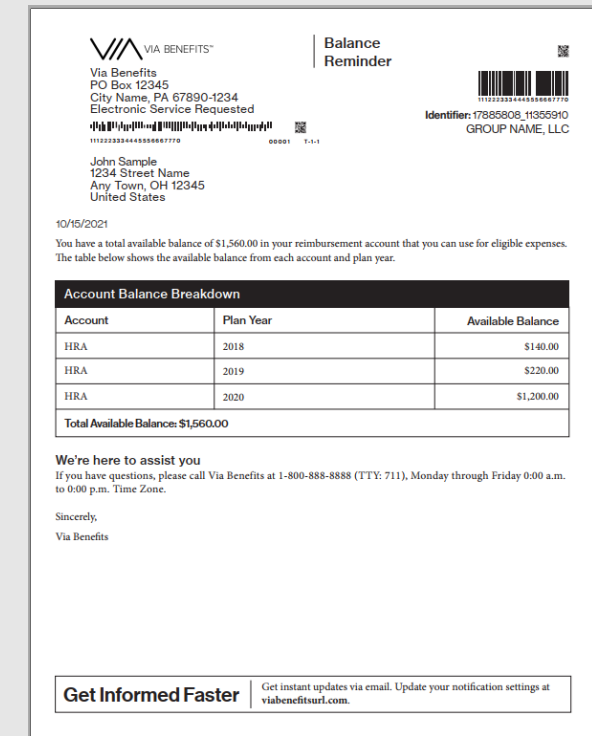 VIA BENEFITS™
Balance
Reminder
Via Benefits
PO Box 12345
City Name, PA 67890-1234
Electronic Service Requested
11122233344455566677​70
00001 T-1-1
11122233344455566677​70
Identifier: 17885808_11355910
GROUP NAME, LLC
John Sample
1234 Street Name
Any Town, OH 12345
United States
10/15/2021
You have a total available balance of $1,560.00 in your reimbursement account that you can use for eligible expenses.
The table below shows the available balance from each account and plan year.
Account Balance Breakdown
Account Plan Year Available Balance
HRA 2018 $140.00
HRA 2019 $220.00
HRA 2020 $1,200.00
Total Available Balance: $1,560.00
We're here to assist you
If you have questions, please call Via Benefits at 1-800-888-8888 (TTY: 711), Monday through Friday 0:00 a.m.
to 0:00 p.m. Time Zone.
Sincerely,
Via Benefits
Get Informed Faster
Get instant updates via email. Update your notification settings at
viabenefitsurl.com.